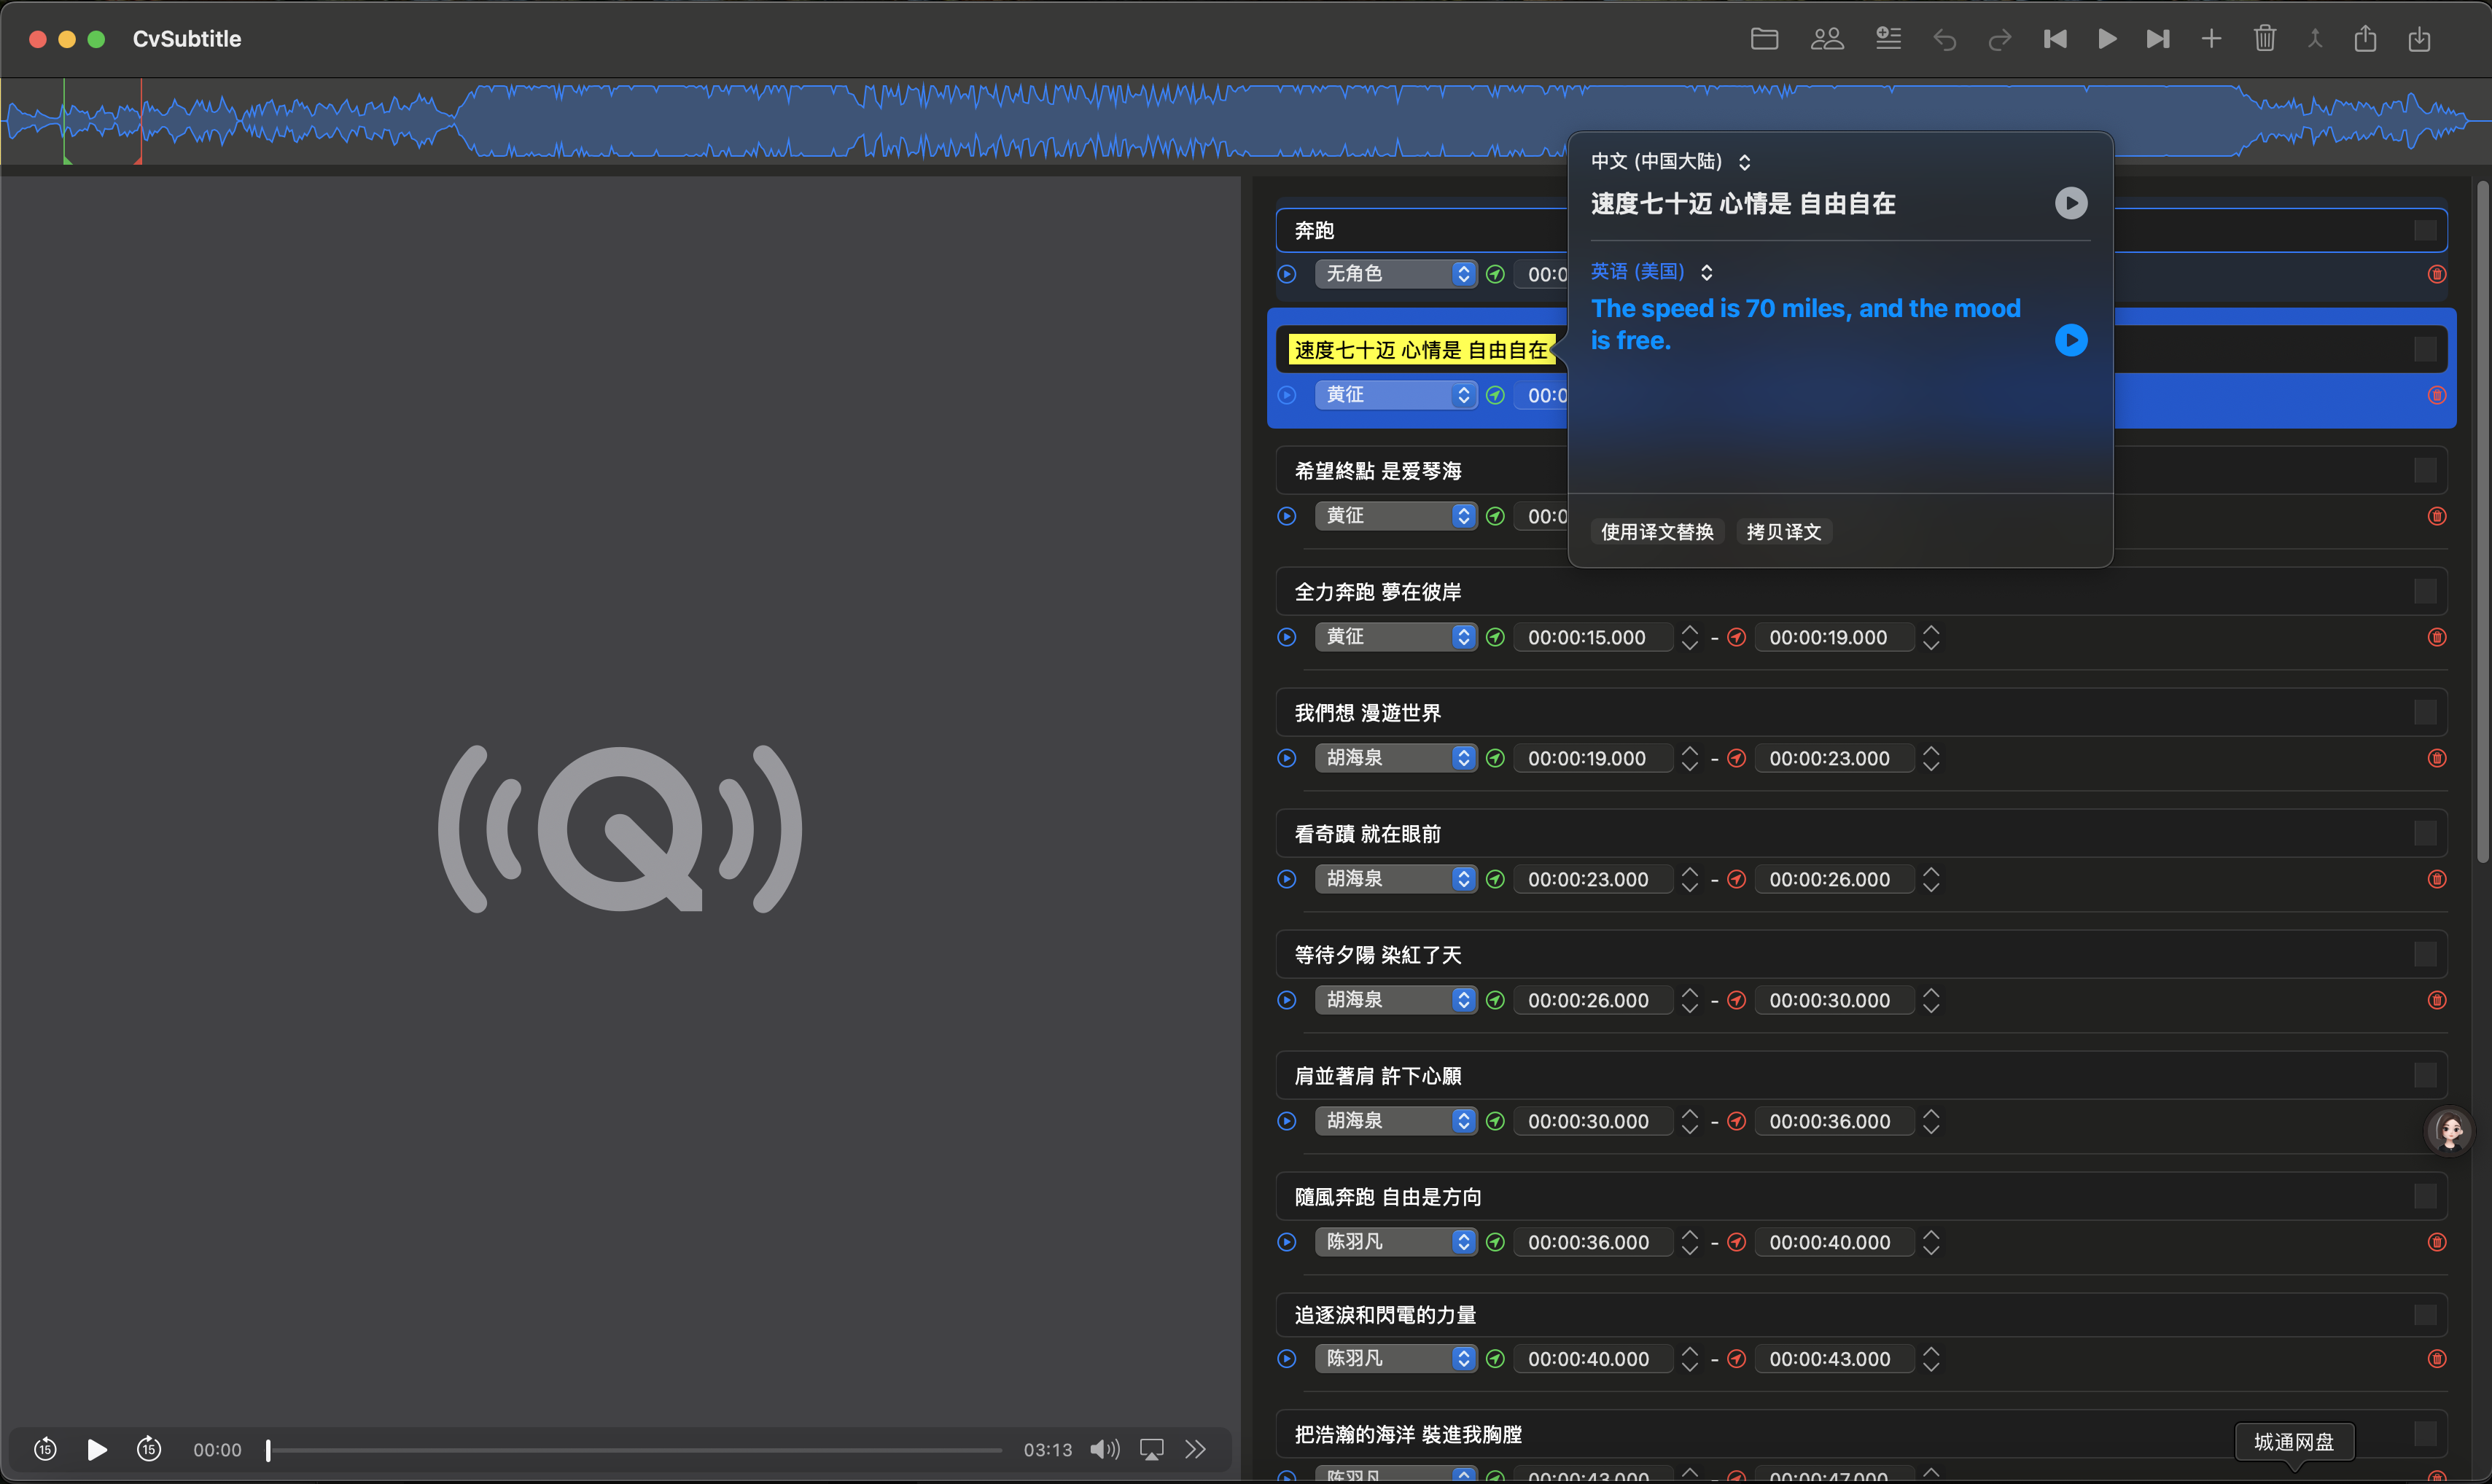 CvSubtitle
中文 (中国大陆)
速度七十迈 心情是 自由自在
英语 (美国)
The speed is 70 miles, and the mood
is free.
使用译文替换 拷贝译文
奔跑
无角色 00:0
速度七十迈 心情是 自由自在
黄征 00:0
希望終點 是爱琴海
黄征 00:0
全力奔跑 夢在彼岸
黄征 00:00:15.000 - 00:00:19.000
我們想 漫遊世界
胡海泉 00:00:19.000 - 00:00:23.000
看奇蹟 就在眼前
胡海泉 00:00:23.000 - 00:00:26.000
等待夕陽 染紅了天
胡海泉 00:00:26.000 - 00:00:30.000
肩並著肩 許下心願
胡海泉 00:00:30.000 - 00:00:36.000
隨風奔跑 自由是方向
陈羽凡 00:00:36.000 - 00:00:40.000
追逐淚和閃電的力量
陈羽凡 00:00:40.000 - 00:00:43.000
把浩瀚的海洋 裝進我胸膛
陈羽凡 00:00:43.000 - 00:00:47.000
城通网盘
15 15 00:00 03:13